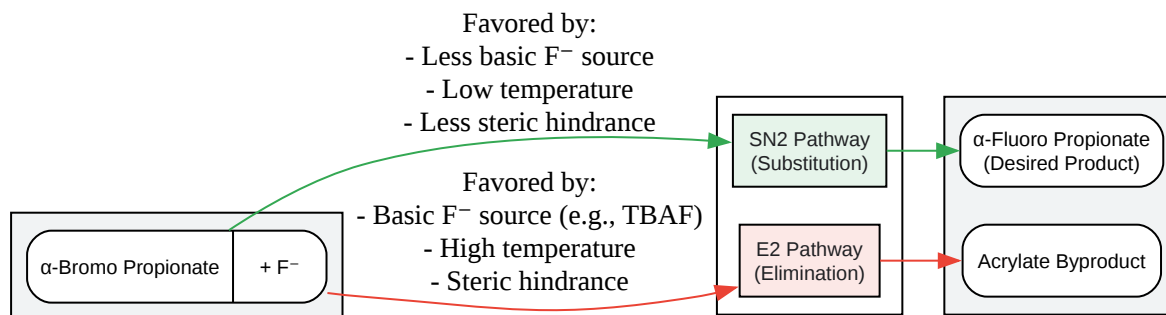 Favored by:
- Less basic F⁻ source
- Low temperature
- Less steric hindrance
SN2 Pathway
(Substitution)
α-Fluoro Propionate
(Desired Product)
Favored by:
- Basic F⁻ source (e.g., TBAF)
- High temperature
- Steric hindrance
α-Bromo Propionate
+ F⁻
E2 Pathway
(Elimination)
Acrylate Byproduct